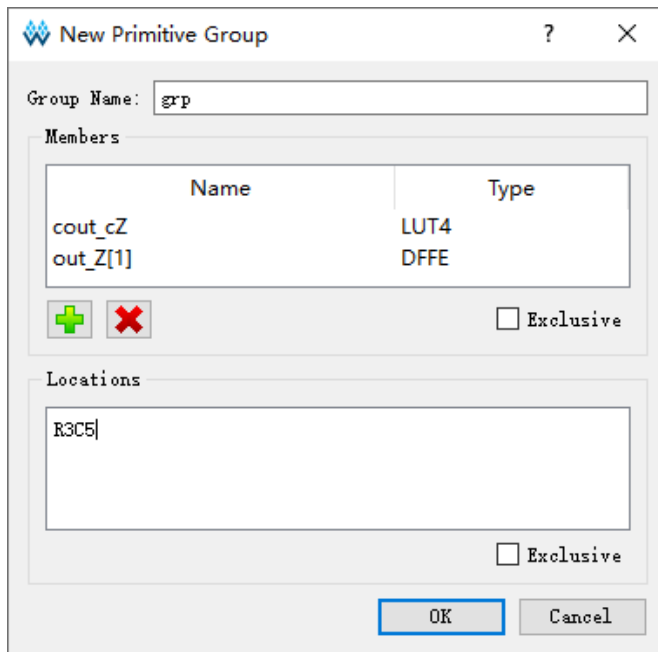 New Primitive Group ?
Group Name: grp
Members
Name Type
cout_cZ LUT4
out_Z[1] DFFE
Exclusive
Locations
R3C5
Exclusive
OK Cancel